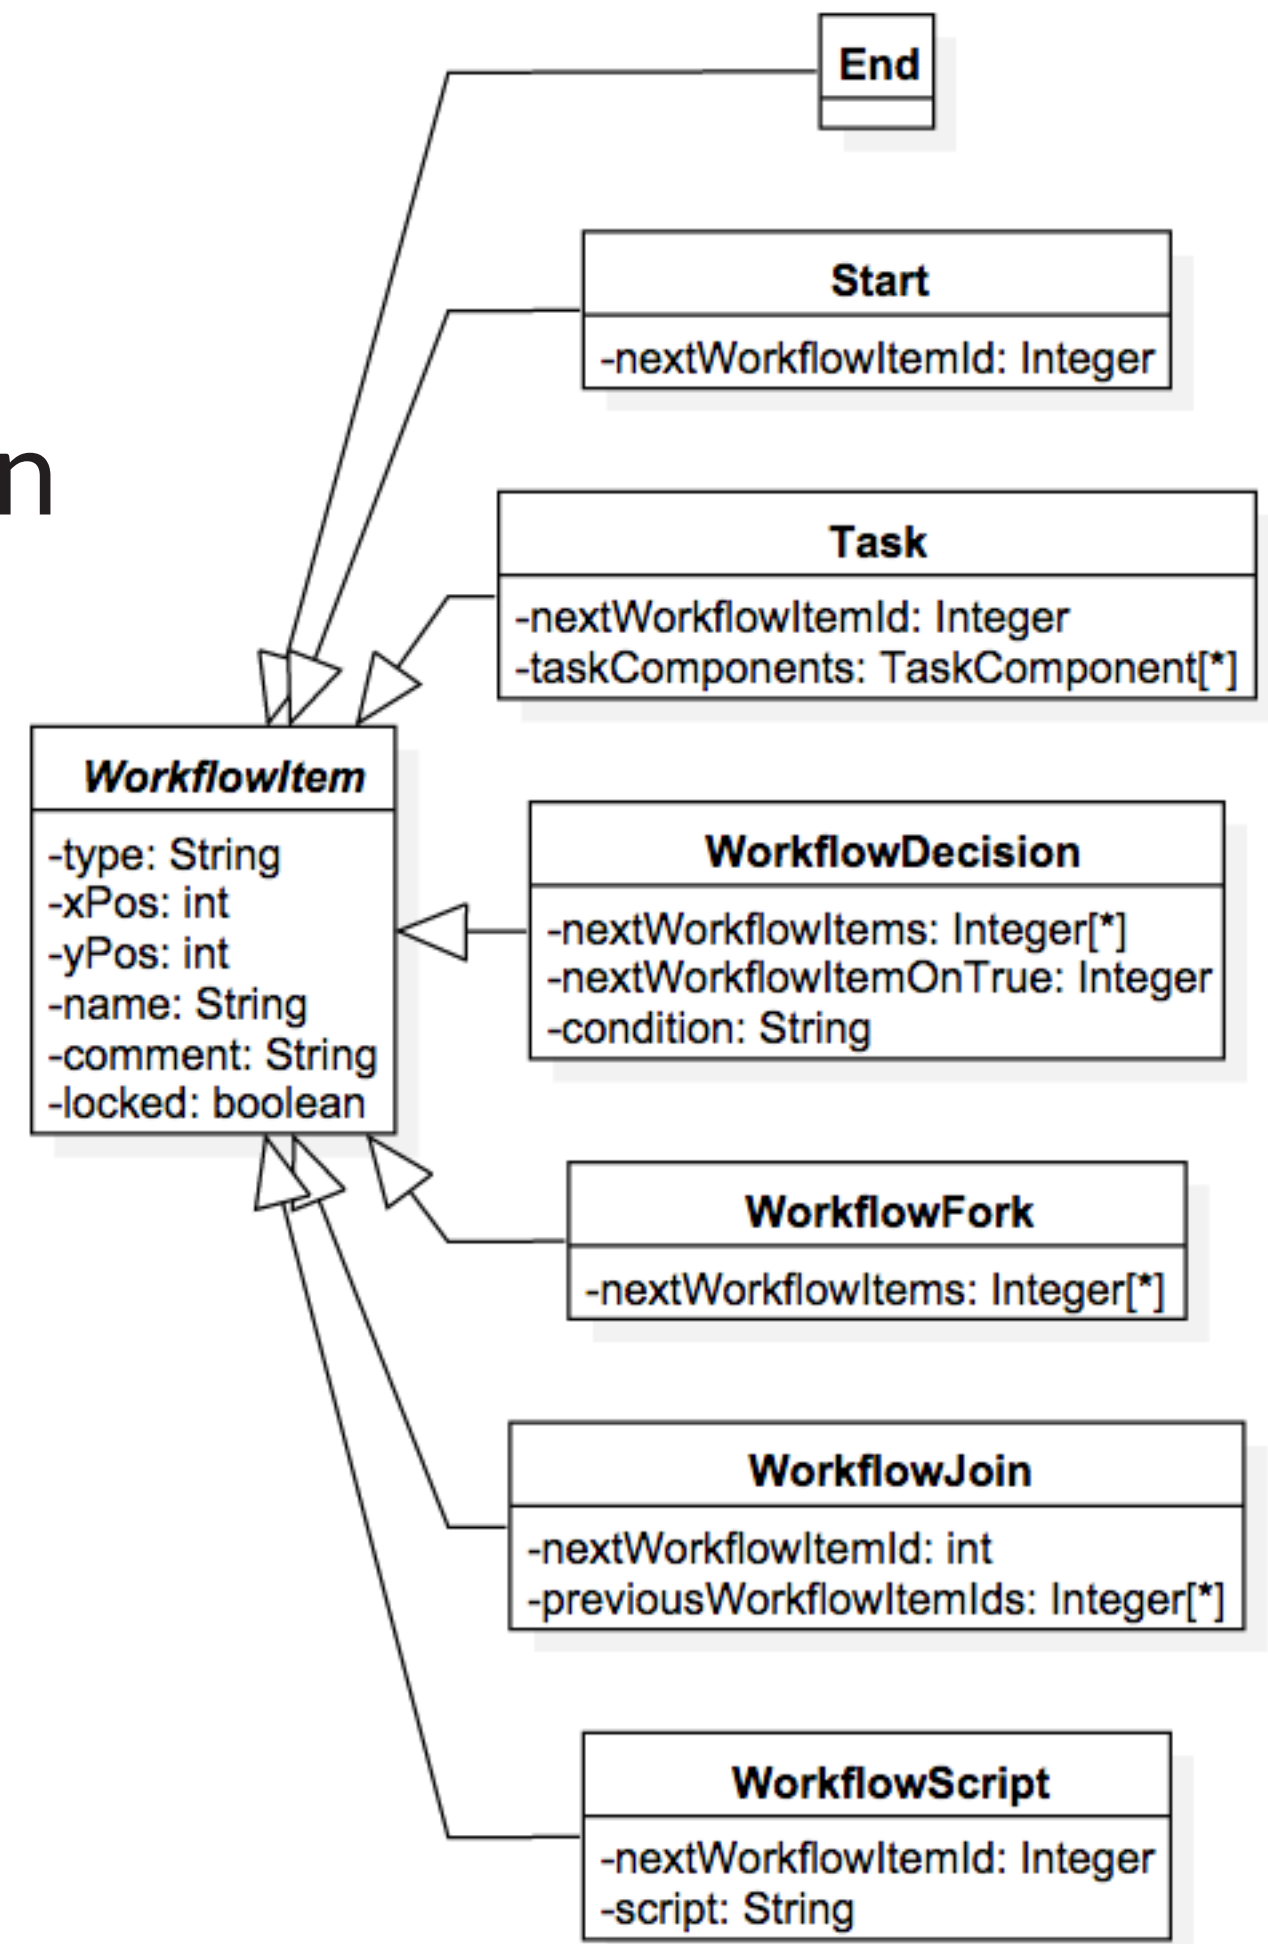 End
Start
-nextWorkflowItemId: Integer
n
Task
-nextWorkflowItemId: Integer
-taskComponents: TaskComponent[*]
WorkflowItem
-type: String
-xPos: int
-yPos: int
-name: String
-comment: String
-locked: boolean
WorkflowDecision
-nextWorkflowItems: Integer[*]
-nextWorkflowItemOnTrue: Integer
-condition: String
WorkflowFork
-nextWorkflowItems: Integer[*]
WorkflowJoin
-nextWorkflowItemId: int
-previousWorkflowItemIds: Integer[*]
WorkflowScript
-nextWorkflowItemId: Integer
-script: String